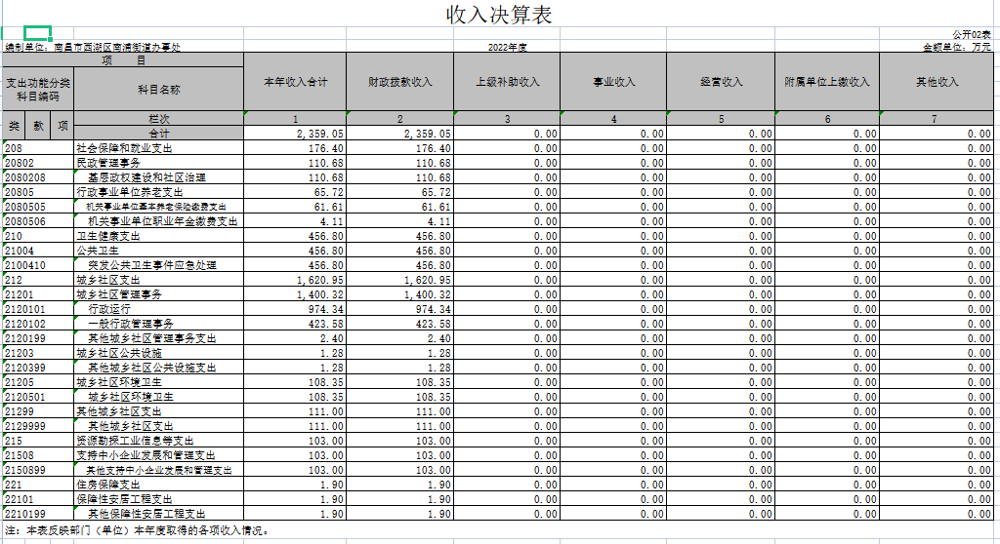 收入决算表
公开02表
编制单位：南昌市西湖区南浦街道办事处 2022年度 金额单位：万元
项 目 本年收入合计 财政拨款收入 上级补助收入 事业收入 经营收入 附属单位上缴收入 其他收入
支出功能分类科目编码 科目名称
类 款 项 栏次 1 2 3 4 5 6 7
合计 2,359.05 2,359.05 0.00 0.00 0.00 0.00 0.00
208 社会保障和就业支出 176.40 176.40 0.00 0.00 0.00 0.00 0.00
20802 民政管理事务 110.68 110.68 0.00 0.00 0.00 0.00 0.00
2080208 基层政权建设和社区治理 110.68 110.68 0.00 0.00 0.00 0.00 0.00
20805 行政事业单位养老支出 65.72 65.72 0.00 0.00 0.00 0.00 0.00
2080505 机关事业单位基本养老保险缴费支出 61.61 61.61 0.00 0.00 0.00 0.00 0.00
2080506 机关事业单位职业年金缴费支出 4.11 4.11 0.00 0.00 0.00 0.00 0.00
210 卫生健康支出 456.80 456.80 0.00 0.00 0.00 0.00 0.00
21004 公共卫生 456.80 456.80 0.00 0.00 0.00 0.00 0.00
2100410 突发公共卫生事件应急处理 456.80 456.80 0.00 0.00 0.00 0.00 0.00
212 城乡社区支出 1,620.95 1,620.95 0.00 0.00 0.00 0.00 0.00
21201 城乡社区管理事务 1,400.32 1,400.32 0.00 0.00 0.00 0.00 0.00
2120101 行政运行 974.34 974.34 0.00 0.00 0.00 0.00 0.00
2120102 一般行政管理事务 423.58 423.58 0.00 0.00 0.00 0.00 0.00
2120199 其他城乡社区管理事务支出 2.40 2.40 0.00 0.00 0.00 0.00 0.00
21203 城乡社区公共设施 1.28 1.28 0.00 0.00 0.00 0.00 0.00
2120399 其他城乡社区公共设施支出 1.28 1.28 0.00 0.00 0.00 0.00 0.00
21205 城乡社区环境卫生 108.35 108.35 0.00 0.00 0.00 0.00 0.00
2120501 城乡社区环境卫生 108.35 108.35 0.00 0.00 0.00 0.00 0.00
21299 其他城乡社区支出 111.00 111.00 0.00 0.00 0.00 0.00 0.00
2129999 其他城乡社区支出 111.00 111.00 0.00 0.00 0.00 0.00 0.00
215 资源勘探工业信息等支出 103.00 103.00 0.00 0.00 0.00 0.00 0.00
21508 支持中小企业发展和管理支出 103.00 103.00 0.00 0.00 0.00 0.00 0.00
2150899 其他支持中小企业发展和管理支出 103.00 103.00 0.00 0.00 0.00 0.00 0.00
221 住房保障支出 1.90 1.90 0.00 0.00 0.00 0.00 0.00
22101 保障性安居工程支出 1.90 1.90 0.00 0.00 0.00 0.00 0.00
2210199 其他保障性安居工程支出 1.90 1.90 0.00 0.00 0.00 0.00 0.00
注：本表反映部门（单位）本年度取得的各项收入情况。